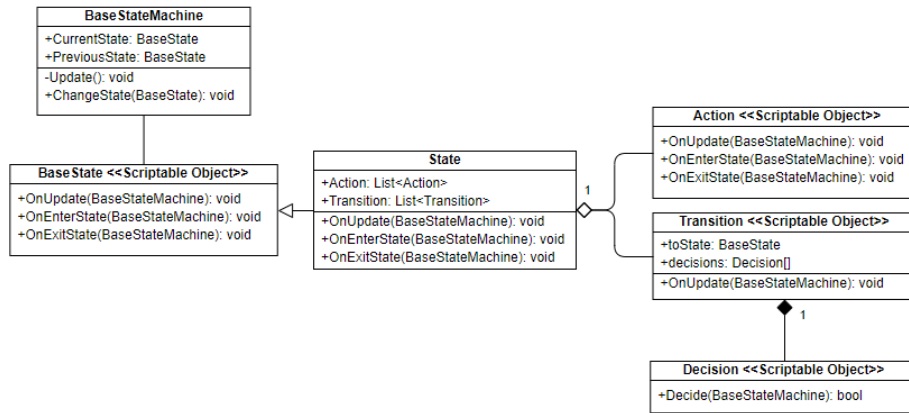 BaseStateMachine
+CurrentState: BaseState
+PreviousState: BaseState
-Update(): void
+ChangeState(BaseState): void
BaseState <<Scriptable Object>>
+OnUpdate(BaseStateMachine): void
+OnEnterState(BaseStateMachine): void
+OnExitState(BaseStateMachine): void
State
+Action: List<Action>
+Transition: List<Transition>
+OnUpdate(BaseStateMachine): void
+OnEnterState(BaseStateMachine): void
+OnExitState(BaseStateMachine): void
1
Action <<Scriptable Object>>
+OnUpdate(BaseStateMachine): void
+OnEnterState(BaseStateMachine): void
+OnExitState(BaseStateMachine): void
Transition <<Scriptable Object>>
+toState: BaseState
+decisions: Decision[]
+OnUpdate(BaseStateMachine): void
1
Decision <<Scriptable Object>>
+Decide(BaseStateMachine): bool